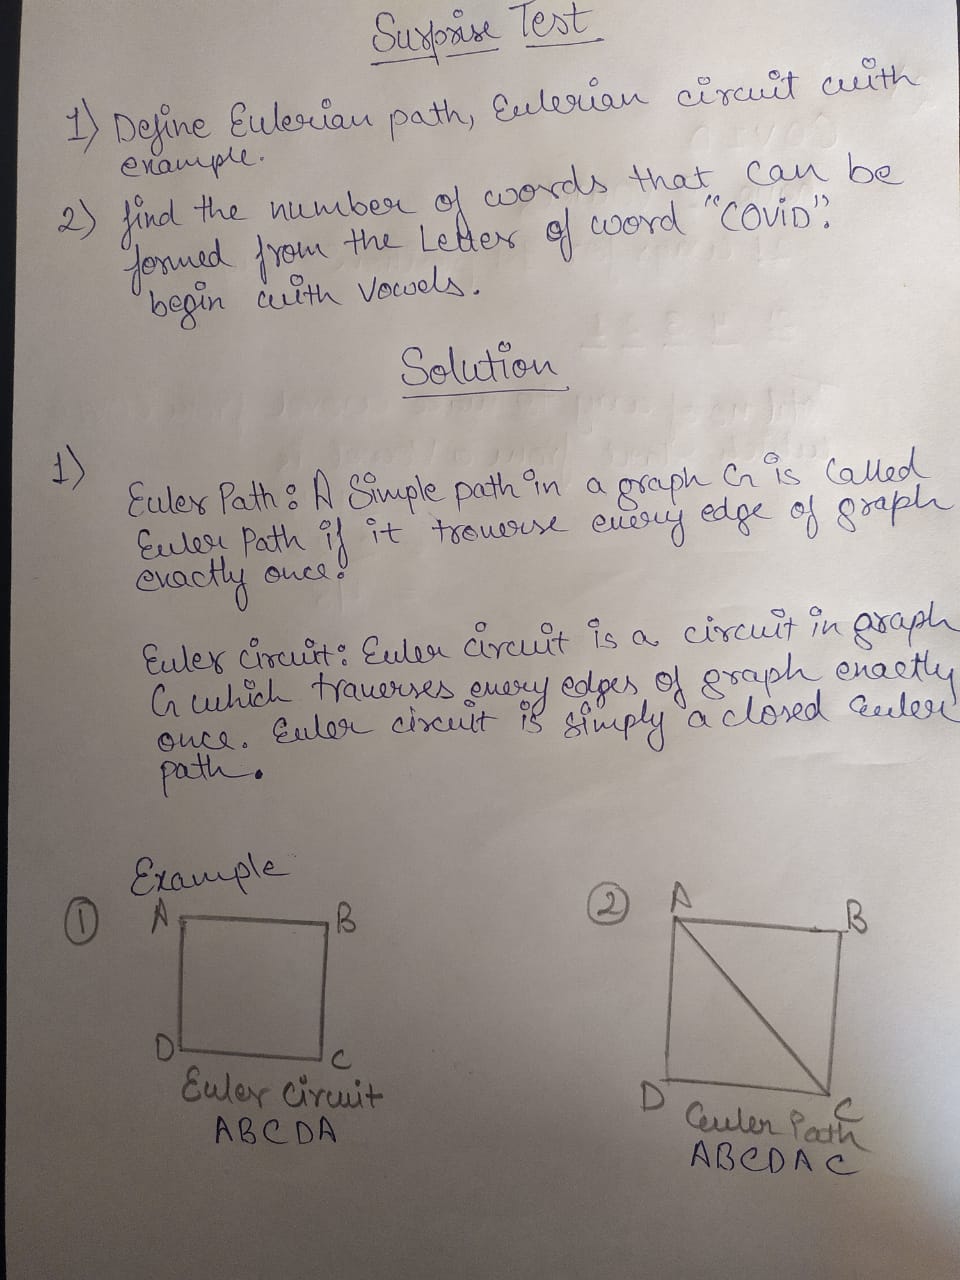 Surprise Test
1) Define Eulerian path, Eulerian circuit with
example.
2) find the number of words that can be
formed from the Letter of word "COViD".
begin with Vowels.
Solution
1)
Euler Path: A Simple path in a graph G is Called
Euler Path if it traverse every edge of graph
exactly once.
Euler Circuit: Euler circuit is a circuit in graph
G which traverses every edges of graph exactly
once. Euler circuit is simply a closed Euler
path.
Example
① A B
D C
Euler Circuit
ABCDA
② A B
D C
Euler Path
ABCDAC